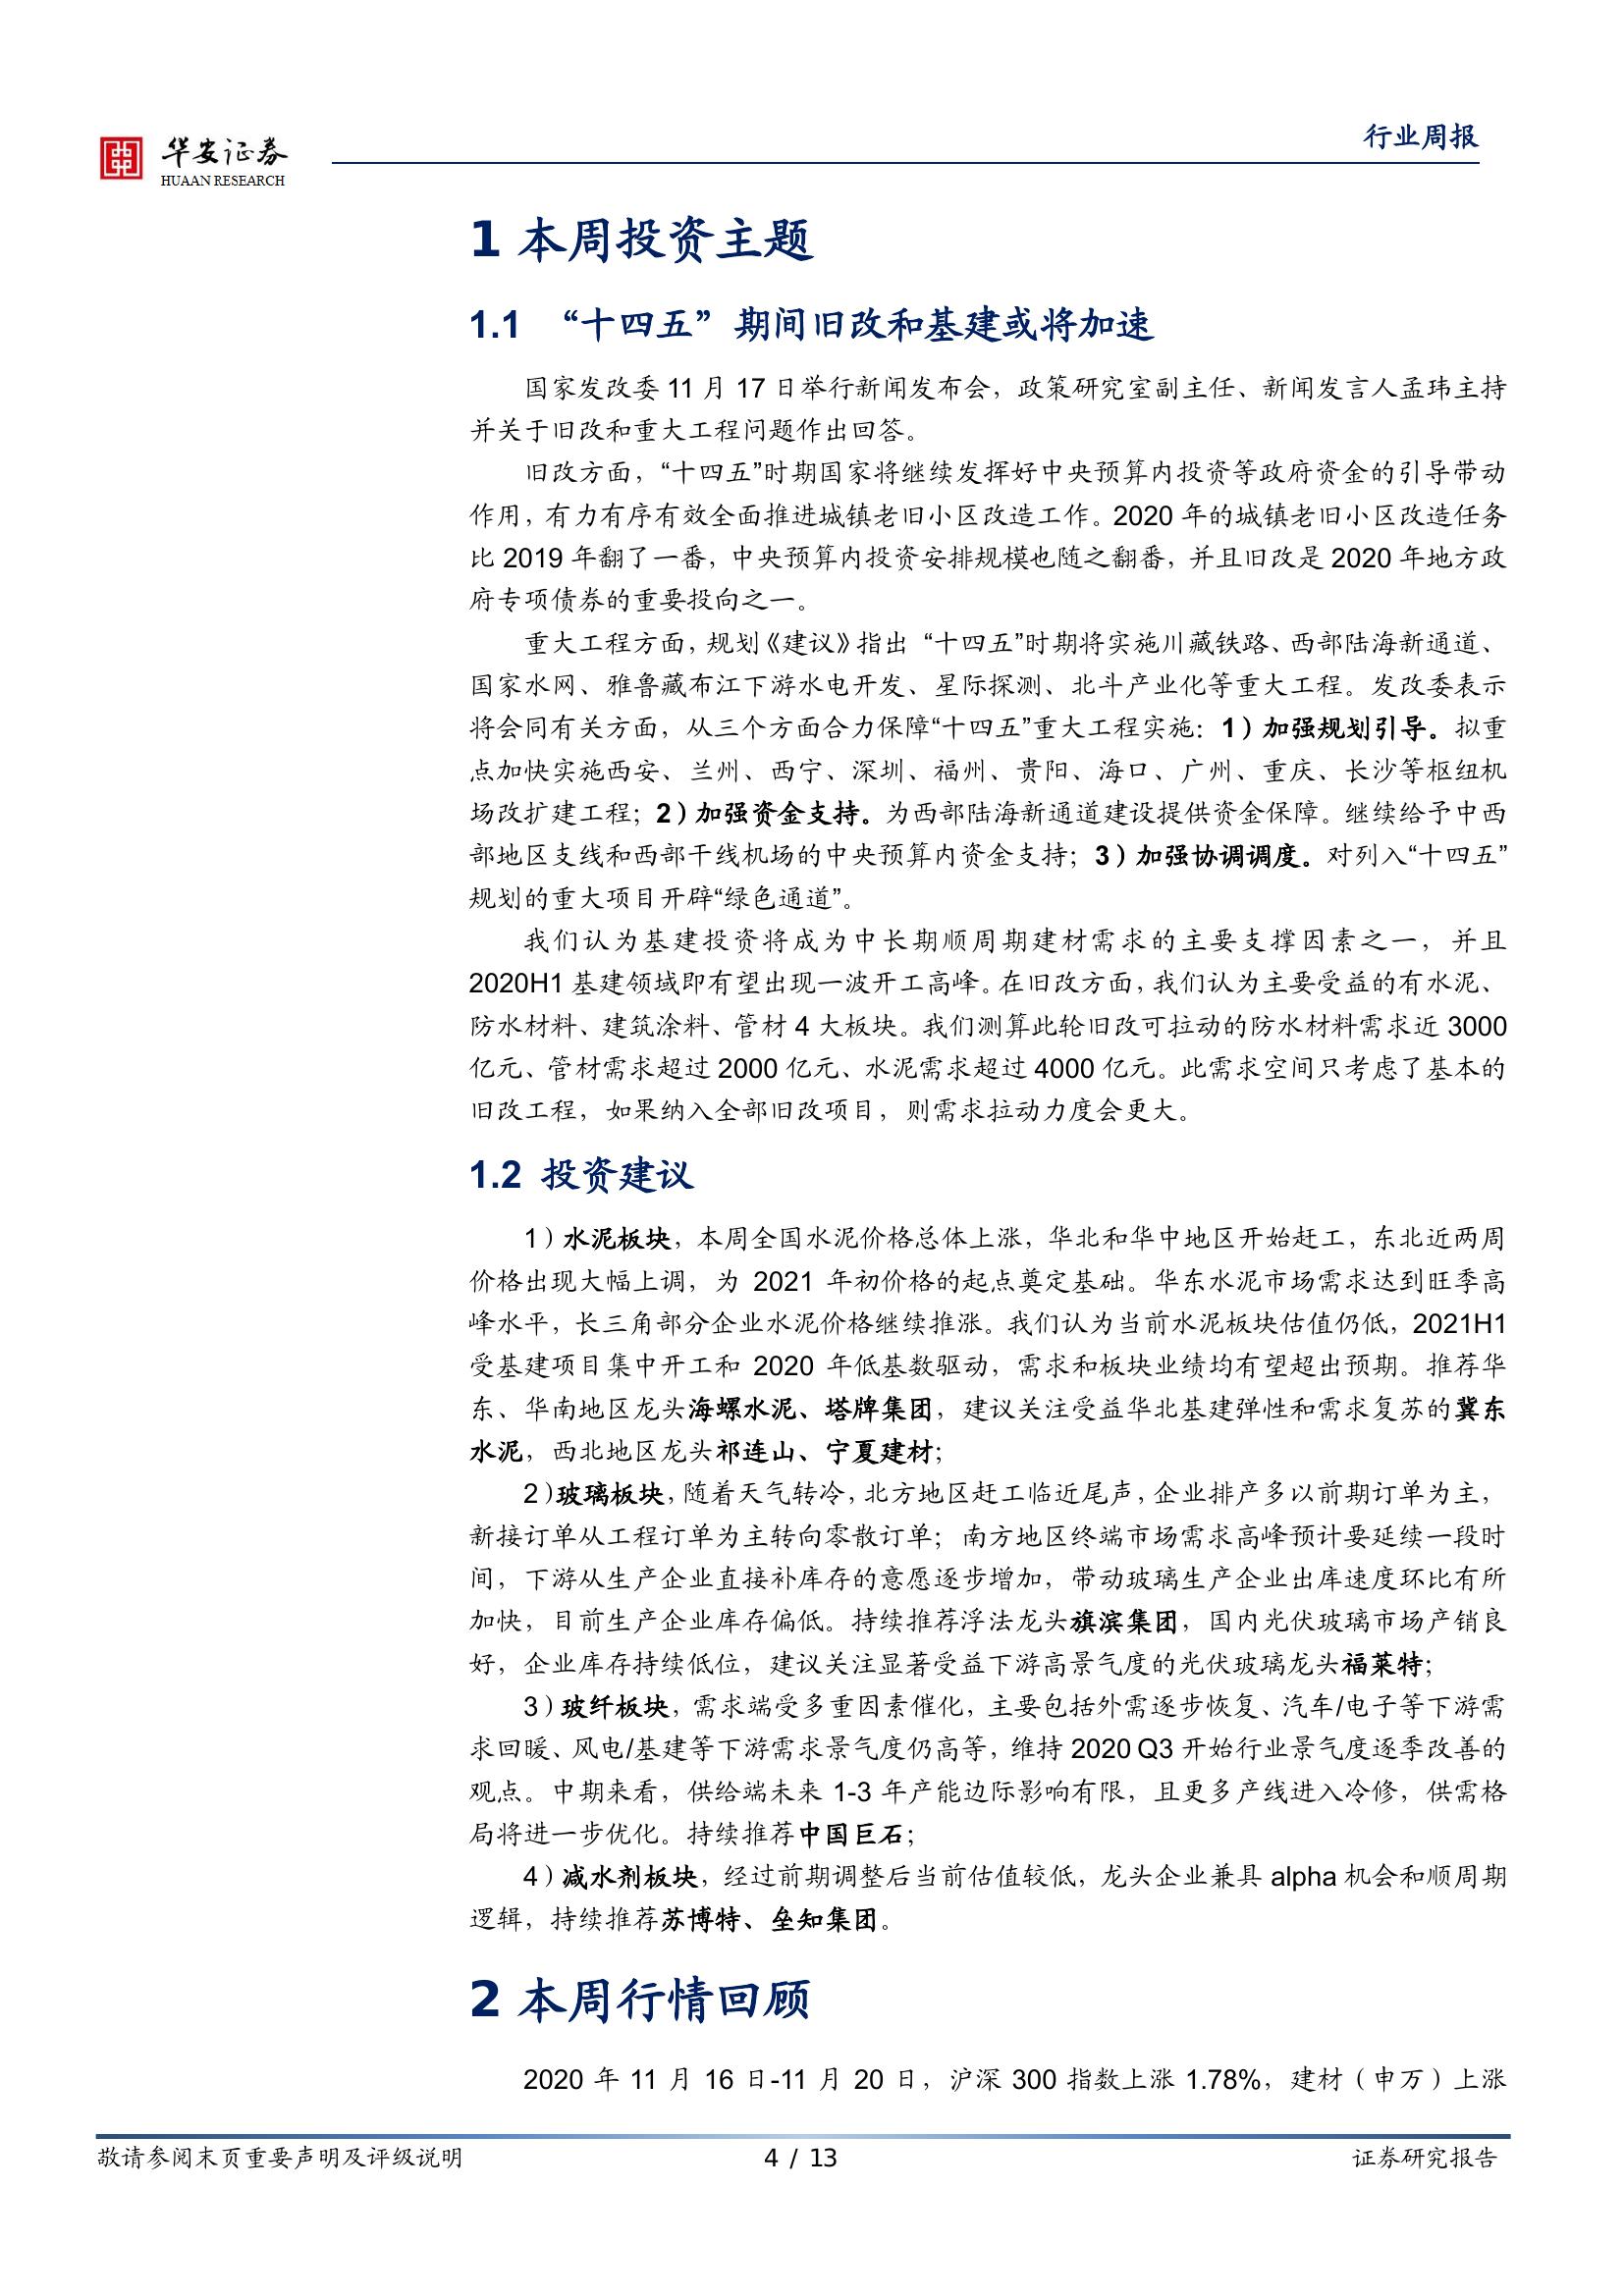 华安证券
HUAAN RESEARCH
行业周报
1 本周投资主题
1.1 “十四五”期间旧改和基建或将加速
国家发改委 11 月 17 日举行新闻发布会，政策研究室副主任、新闻发言人孟玮主持
并关于旧改和重大工程问题作出回答。
旧改方面，“十四五”时期国家将继续发挥好中央预算内投资等政府资金的引导带动
作用，有力有序有效全面推进城镇老旧小区改造工作。2020 年的城镇老旧小区改造任务
比 2019 年翻了一番，中央预算内投资安排规模也随之翻番，并且旧改是 2020 年地方政
府专项债券的重要投向之一。
重大工程方面，规划《建议》指出 “十四五”时期将实施川藏铁路、西部陆海新通道、
国家水网、雅鲁藏布江下游水电开发、星际探测、北斗产业化等重大工程。发改委表示
将会同有关方面，从三个方面合力保障“十四五”重大工程实施：1）加强规划引导。拟重
点加快实施西安、兰州、西宁、深圳、福州、贵阳、海口、广州、重庆、长沙等枢纽机
场改扩建工程；2）加强资金支持。为西部陆海新通道建设提供资金保障。继续给予中西
部地区支线和西部干线机场的中央预算内资金支持；3）加强协调调度。对列入“十四五”
规划的重大项目开辟“绿色通道”。
我们认为基建投资将成为中长期顺周期建材需求的主要支撑因素之一，并且
2020H1 基建领域即有望出现一波开工高峰。在旧改方面，我们认为主要受益的有水泥、
防水材料、建筑涂料、管材 4 大板块。我们测算此轮旧改可拉动的防水材料需求近 3000
亿元、管材需求超过 2000 亿元、水泥需求超过 4000 亿元。此需求空间只考虑了基本的
旧改工程，如果纳入全部旧改项目，则需求拉动力度会更大。
1.2 投资建议
1）水泥板块，本周全国水泥价格总体上涨，华北和华中地区开始赶工，东北近两周
价格出现大幅上调，为 2021 年初价格的起点奠定基础。华东水泥市场需求达到旺季高
峰水平，长三角部分企业水泥价格继续推涨。我们认为当前水泥板块估值仍低，2021H1
受基建项目集中开工和 2020 年低基数驱动，需求和板块业绩均有望超出预期。推荐华
东、华南地区龙头海螺水泥、塔牌集团，建议关注受益华北基建弹性和需求复苏的冀东
水泥，西北地区龙头祁连山、宁夏建材；
2）玻璃板块，随着天气转冷，北方地区赶工临近尾声，企业排产多以前期订单为主，
新接订单从工程订单为主转向零散订单；南方地区终端市场需求高峰预计要延续一段时
间，下游从生产企业直接补库存的意愿逐步增加，带动玻璃生产企业出库速度环比有所
加快，目前生产企业库存偏低。持续推荐浮法龙头旗滨集团，国内光伏玻璃市场产销良
好，企业库存持续低位，建议关注显著受益下游高景气度的光伏玻璃龙头福莱特；
3）玻纤板块，需求端受多重因素催化，主要包括外需逐步恢复、汽车/电子等下游需
求回暖、风电/基建等下游需求景气度仍高等，维持 2020 Q3 开始行业景气度逐季改善的
观点。中期来看，供给端未来 1-3 年产能边际影响有限，且更多产线进入冷修，供需格
局将进一步优化。持续推荐中国巨石；
4）减水剂板块，经过前期调整后当前估值较低，龙头企业兼具 alpha 机会和顺周期
逻辑，持续推荐苏博特、垒知集团。
2 本周行情回顾
2020 年 11 月 16 日-11 月 20 日，沪深 300 指数上涨 1.78%，建材（申万）上涨
敬请参阅末页重要声明及评级说明
4 / 13
证券研究报告